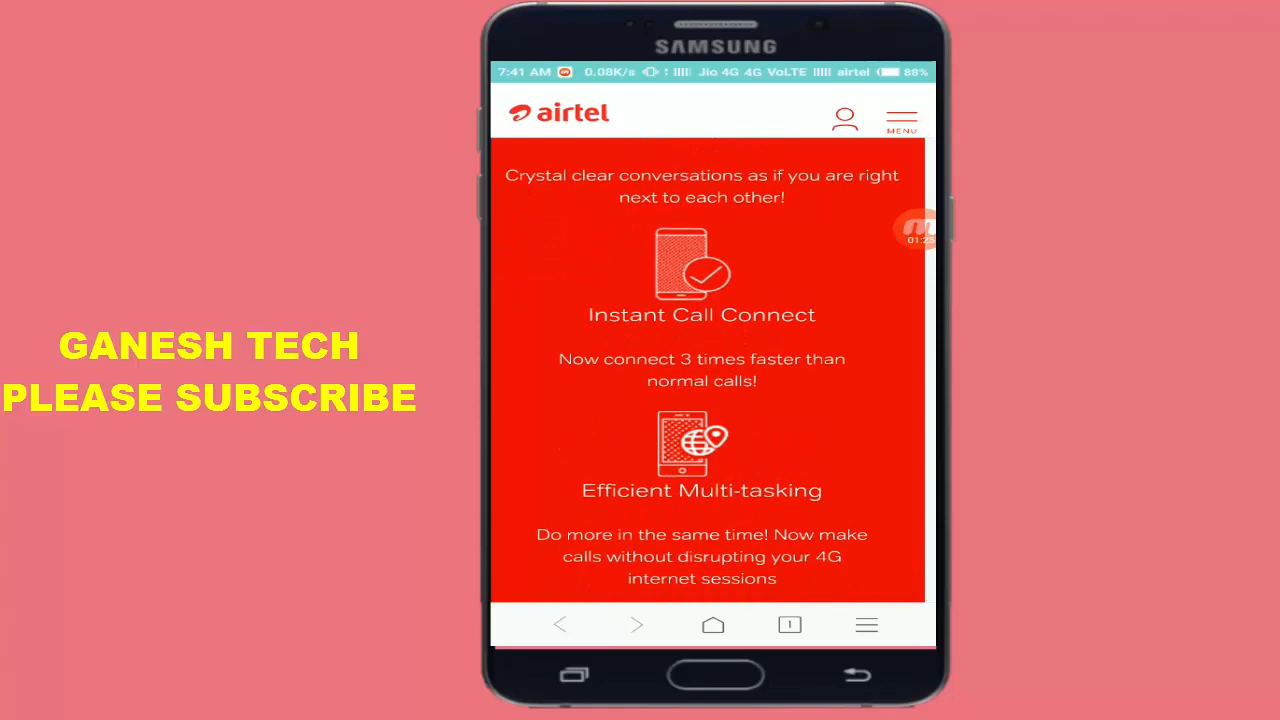 SAMSUNG
7:41 AM 0.08K/s Jio 4G 4G VoLTE airtel 88%
airtel
MENU
Crystal clear conversations as if you are right
next to each other!
01:25
Instant Call Connect
Now connect 3 times faster than
normal calls!
Efficient Multi-tasking
Do more in the same time! Now make
calls without disrupting your 4G
internet sessions
1
GANESH TECH
PLEASE SUBSCRIBE